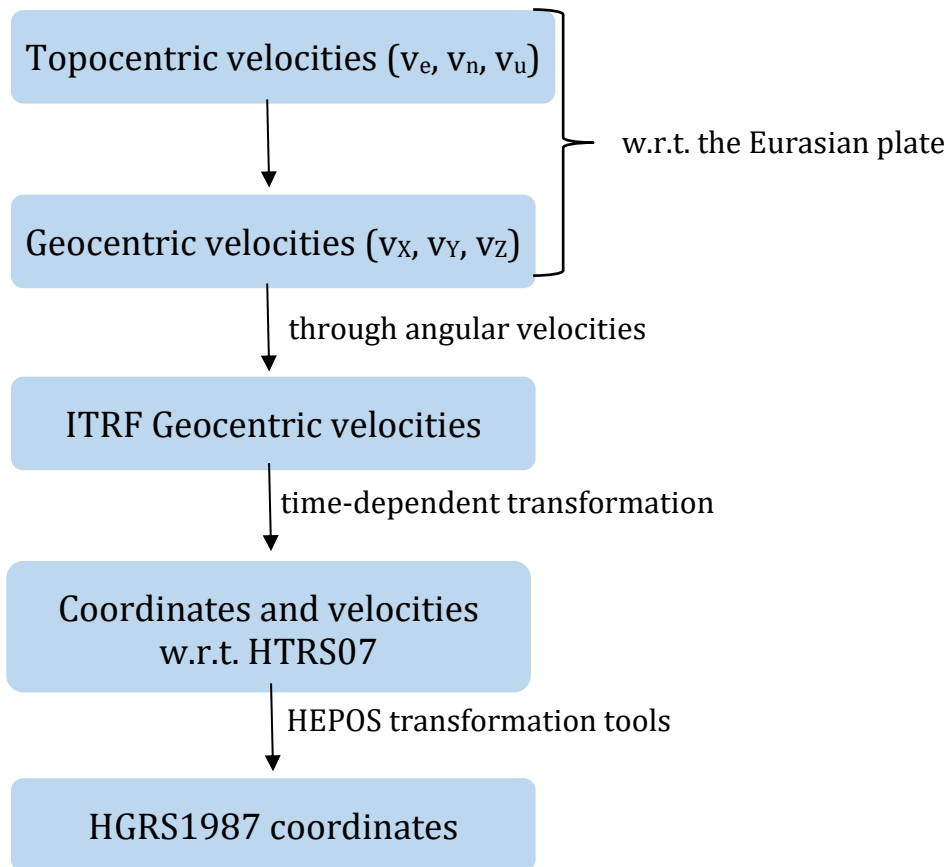 Topocentric velocities (vₑ, vₙ, vᵤ)
w.r.t. the Eurasian plate
Geocentric velocities (vX, vY, vZ)
through angular velocities
ITRF Geocentric velocities
time-dependent transformation
Coordinates and velocities
w.r.t. HTRS07
HEPOS transformation tools
HGRS1987 coordinates